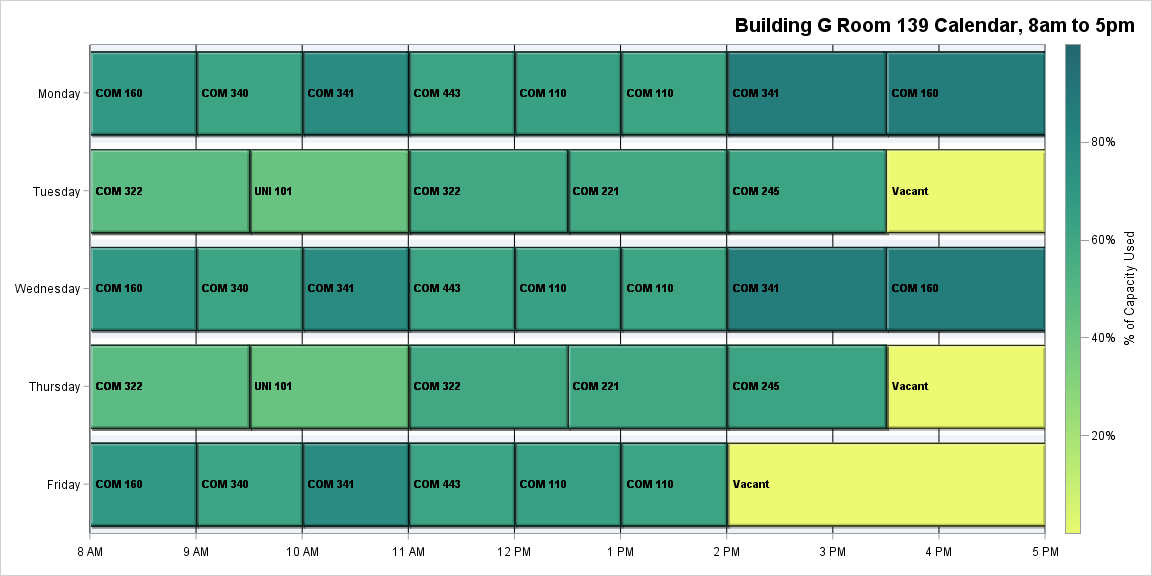 Building G Room 139 Calendar, 8am to 5pm
Monday
COM 160
COM 340
COM 341
COM 443
COM 110
COM 110
COM 341
COM 160
Tuesday
COM 322
UNI 101
COM 322
COM 221
COM 245
Vacant
Wednesday
COM 160
COM 340
COM 341
COM 443
COM 110
COM 110
COM 341
COM 160
Thursday
COM 322
UNI 101
COM 322
COM 221
COM 245
Vacant
Friday
COM 160
COM 340
COM 341
COM 443
COM 110
COM 110
Vacant
8 AM
9 AM
10 AM
11 AM
12 PM
1 PM
2 PM
3 PM
4 PM
5 PM
80%
60%
40%
20%
% of Capacity Used